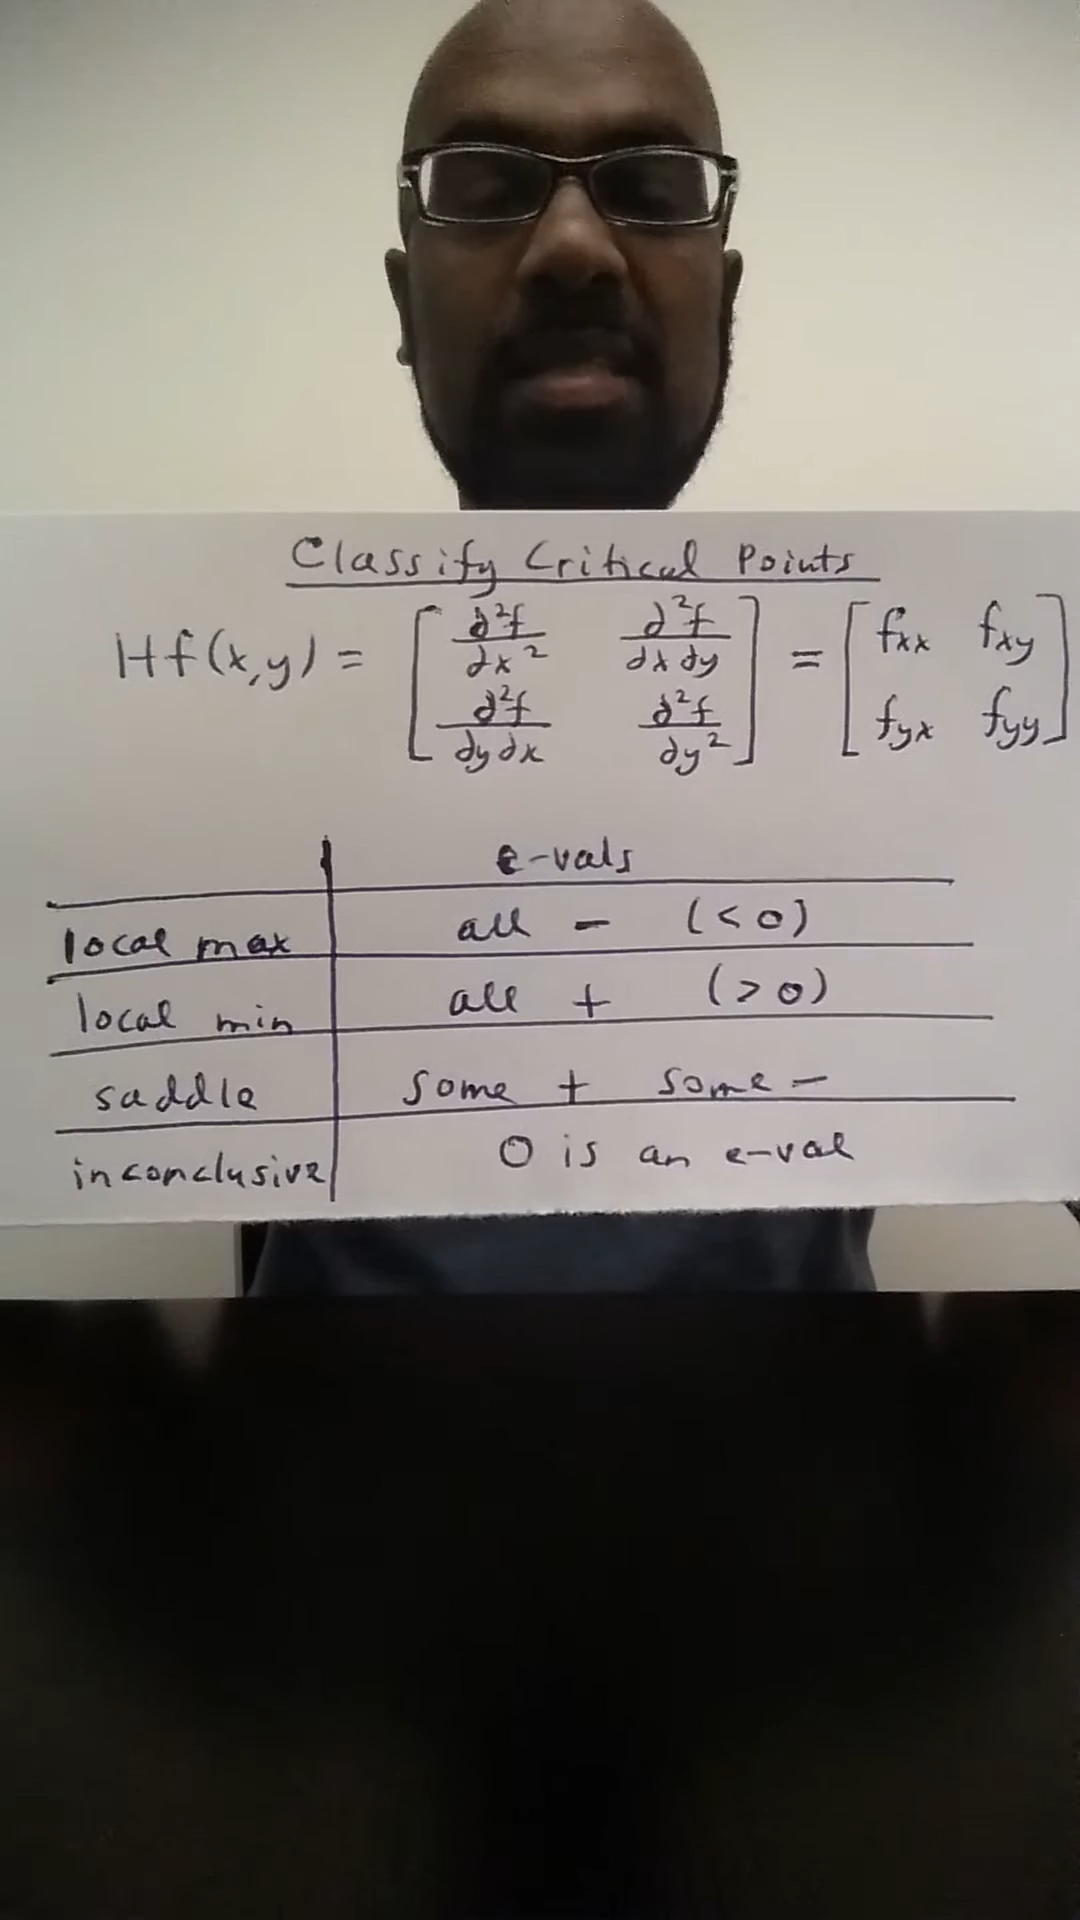 Classify Critical Points
Hf(x,y) = [ ∂²f/∂x² ∂²f/∂x∂y ; ∂²f/∂y∂x ∂²f/∂y² ] = [ fxx fxy ; fyx fyy ]
e-vals
local max all - (<0)
local min all + (>0)
saddle some + some -
inconclusive 0 is an e-val